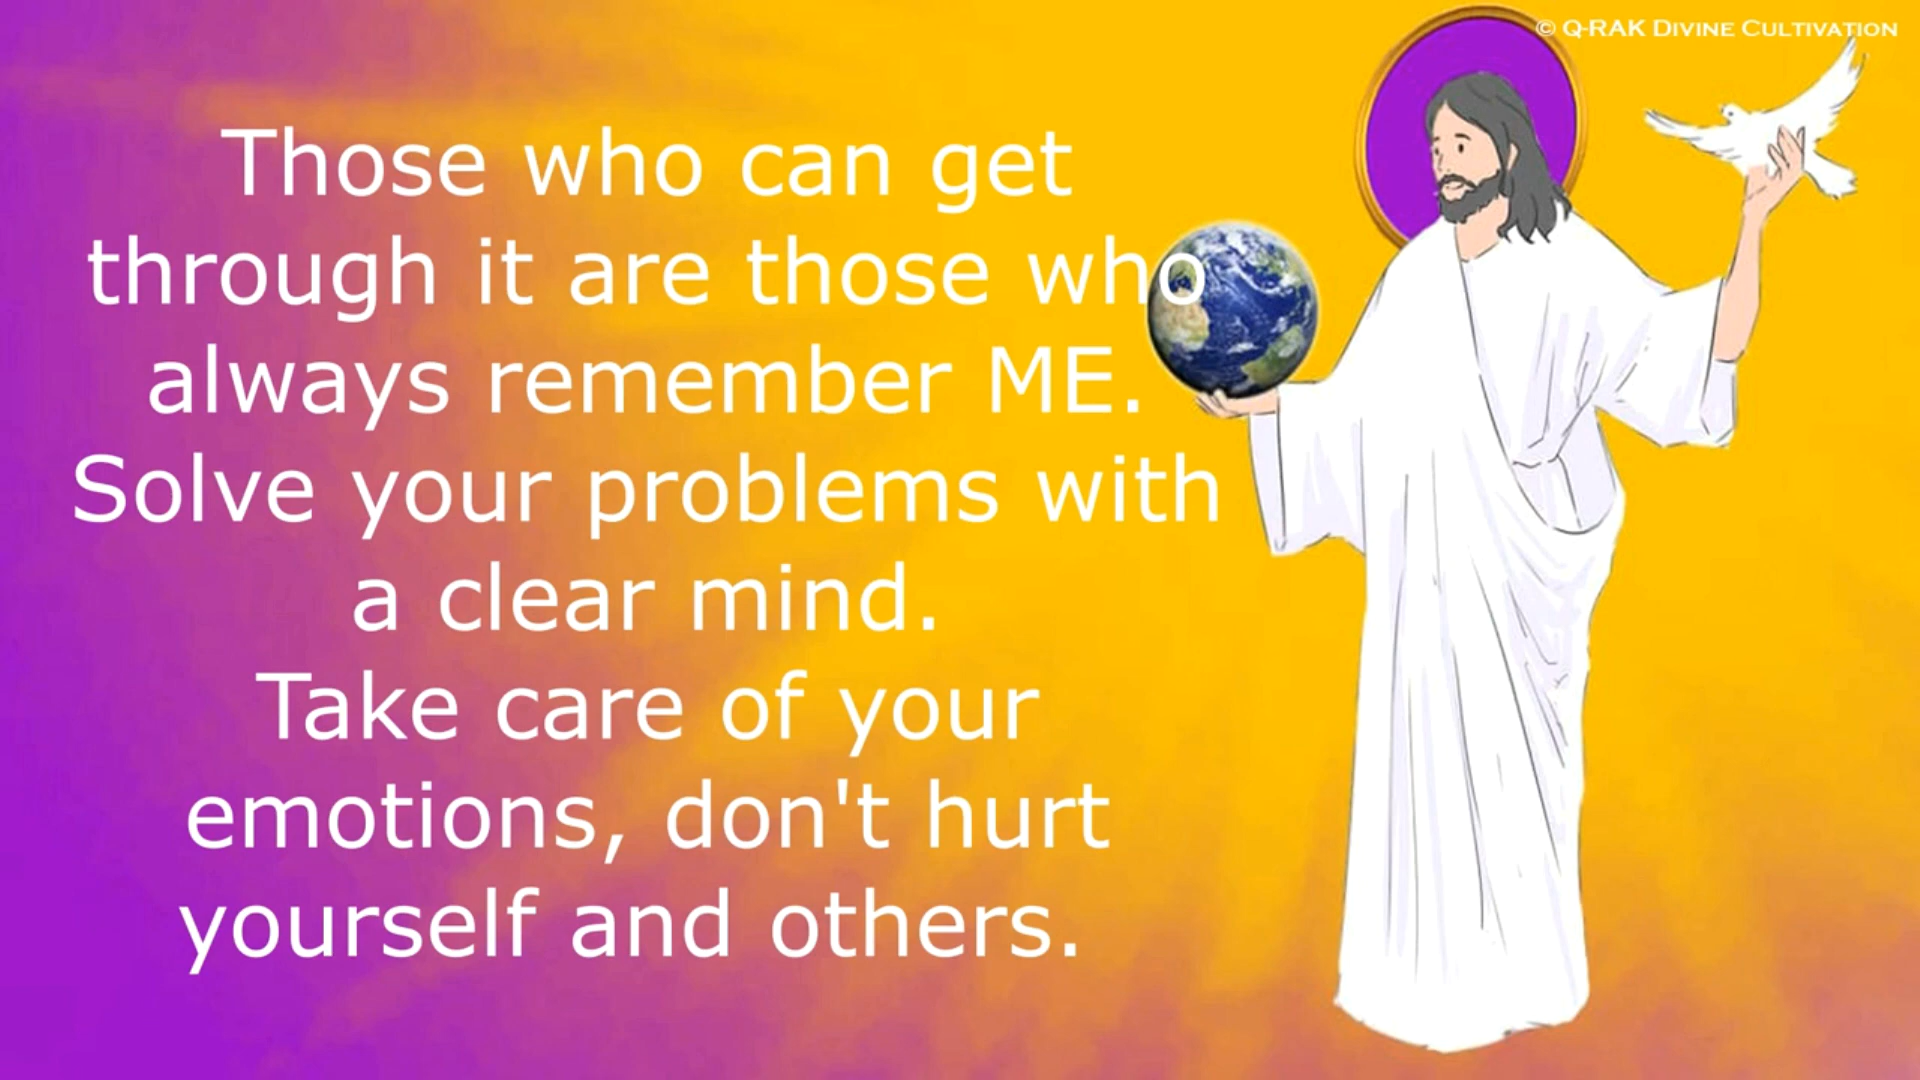 © Q-RAK DIVINE CULTIVATION
Those who can get
through it are those who
always remember ME.
Solve your problems with
a clear mind.
Take care of your
emotions, don't hurt
yourself and others.